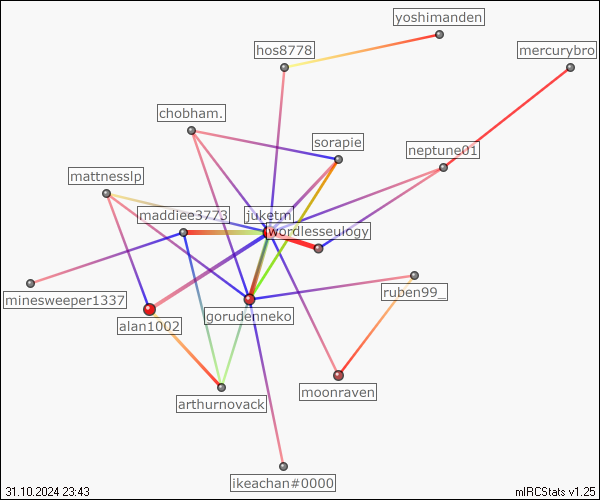 yoshimanden
hos8778
mercurybro
chobham.
sorapie
neptune01
mattnesslp
maddiee3773
juketm
wordlesseulogy
minesweeper1337
ruben99_
gorudenneko
alan1002
moonraven
arthurnovack
ikeachan#0000
31.10.2024 23:43
mIRCStats v1.25